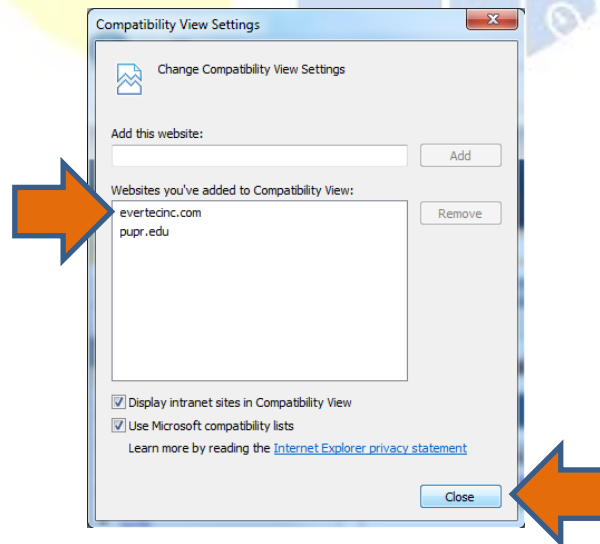 Compatibility View Settings
Change Compatibility View Settings
Add this website:
Add
Websites you've added to Compatibility View:
evertecinc.com
Remove
pupr.edu
Display intranet sites in Compatibility View
Use Microsoft compatibility lists
Learn more by reading the Internet Explorer privacy statement
Close